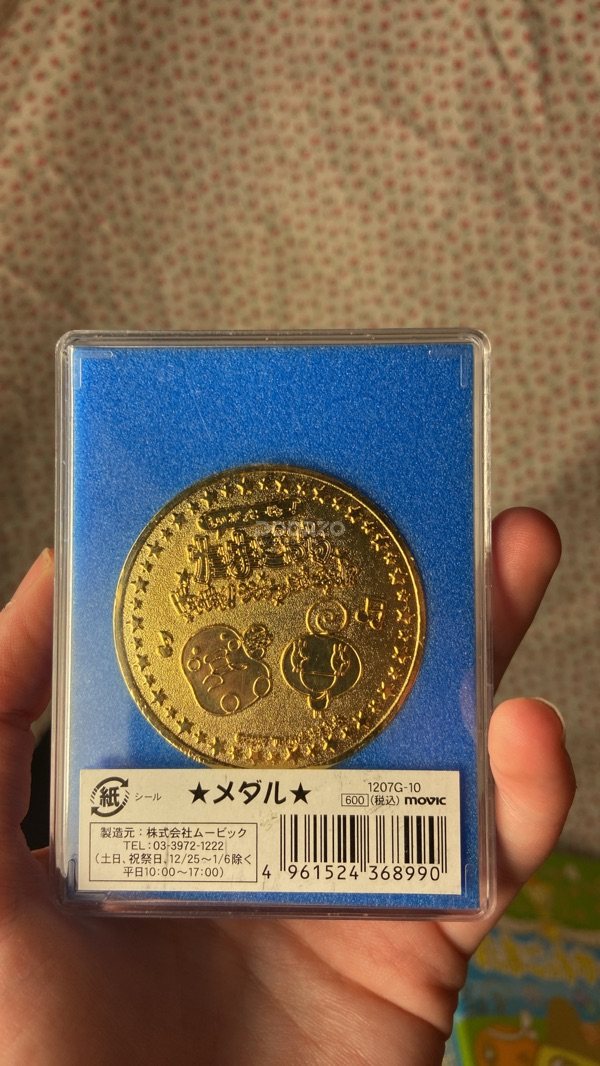 紙
シール
★メダル★
1207G-10
600 (税込) movic
製造元：株式会社ムービック
TEL：03-3972-1222
(土日、祝祭日、12/25～1/6除く
平日10:00～17:00)
4 961524 368990